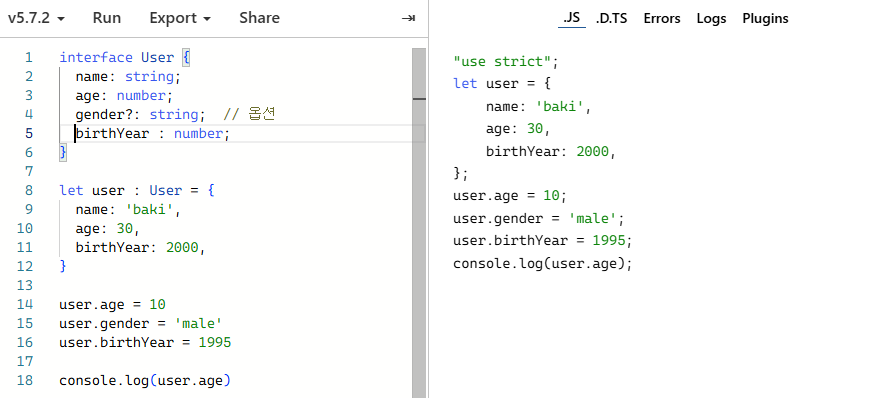 v5.7.2 Run Export Share
1 interface User {
2 name: string;
3 age: number;
4 gender?: string; // 옵션
5 birthYear : number;
6 }
7
8 let user : User = {
9 name: 'baki',
10 age: 30,
11 birthYear: 2000,
12 }
13
14 user.age = 10
15 user.gender = 'male'
16 user.birthYear = 1995
17
18 console.log(user.age)
.JS .D.TS Errors Logs Plugins
"use strict";
let user = {
name: 'baki',
age: 30,
birthYear: 2000,
};
user.age = 10;
user.gender = 'male';
user.birthYear = 1995;
console.log(user.age);